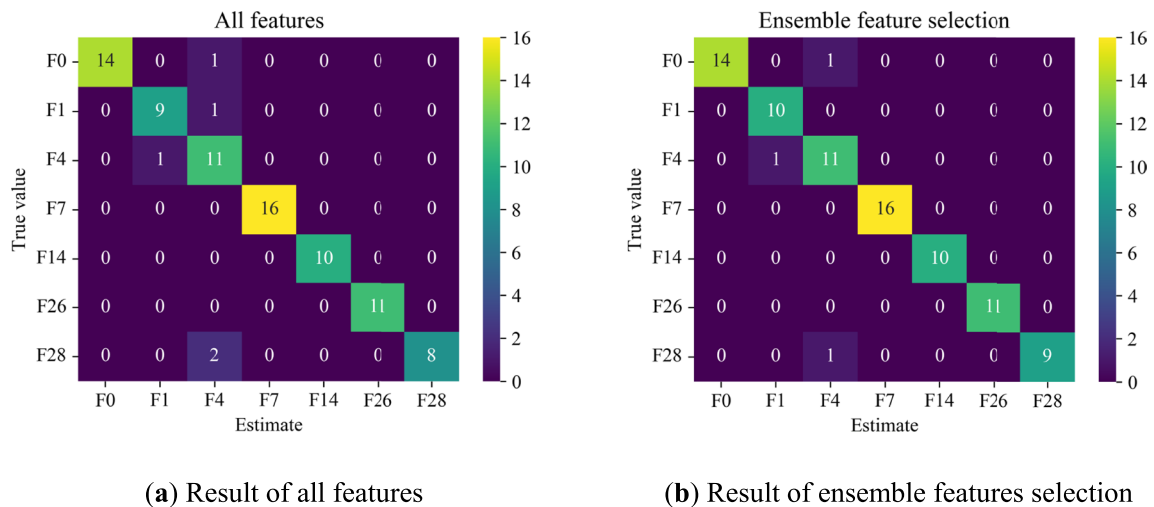 All features
F0 14 0 1 0 0 0 0
F1 0 9 1 0 0 0 0
F4 0 1 11 0 0 0 0
F7 0 0 0 16 0 0 0
F14 0 0 0 0 10 0 0
F26 0 0 0 0 0 11 0
F28 0 0 2 0 0 0 8
F0 F1 F4 F7 F14 F26 F28
Estimate
True value
16
14
12
10
8
6
4
2
0
(a) Result of all features
Ensemble feature selection
F0 14 0 1 0 0 0 0
F1 0 10 0 0 0 0 0
F4 0 1 11 0 0 0 0
F7 0 0 0 16 0 0 0
F14 0 0 0 0 10 0 0
F26 0 0 0 0 0 11 0
F28 0 0 1 0 0 0 9
F0 F1 F4 F7 F14 F26 F28
Estimate
True value
16
14
12
10
8
6
4
2
0
(b) Result of ensemble features selection